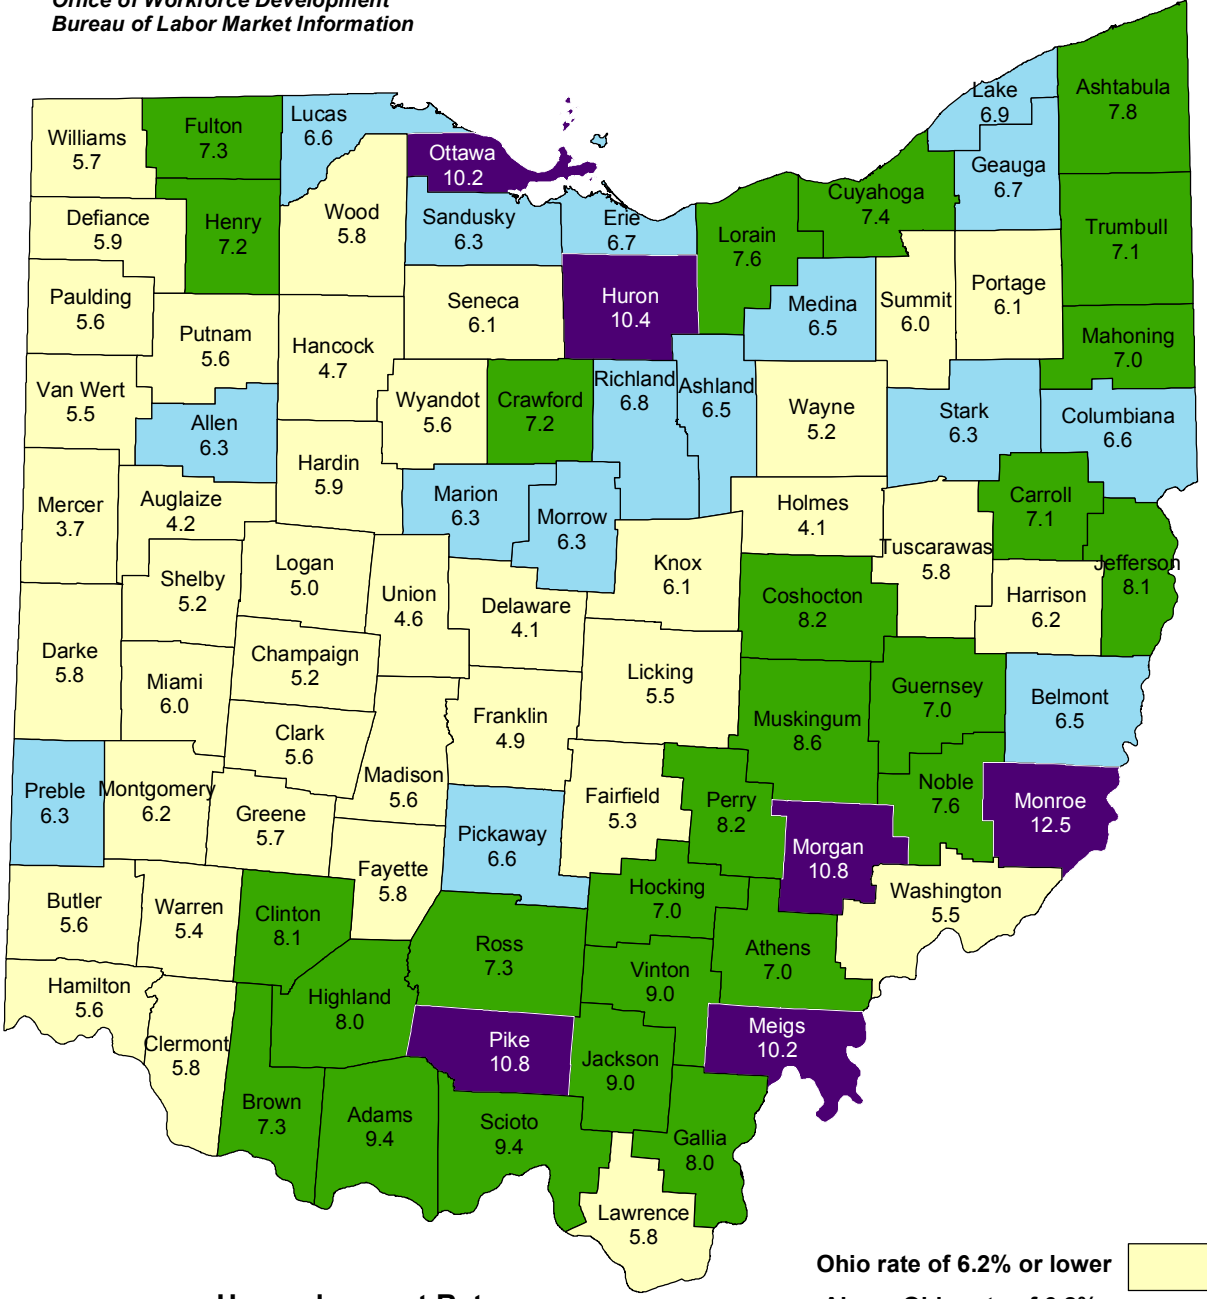 Office of Workforce Development
Bureau of Labor Market Information
Ashtabula
7.8
Lake
6.9
Lucas
6.6
Fulton
7.3
Williams
5.7
Ottawa
10.2
Geauga
6.7
Cuyahoga
7.4
Wood
5.8
Sandusky
6.3
Erie
6.7
Defiance
5.9
Henry
7.2
Lorain
7.6
Trumbull
7.1
Paulding
5.6
Seneca
6.1
Huron
10.4
Medina
6.5
Summit
6.0
Portage
6.1
Putnam
5.6
Hancock
4.7
Mahoning
7.0
Van Wert
5.5
Wyandot
5.6
Crawford
7.2
Richland
6.8
Ashland
6.5
Wayne
5.2
Stark
6.3
Columbiana
6.6
Allen
6.3
Hardin
5.9
Mercer
3.7
Auglaize
4.2
Marion
6.3
Morrow
6.3
Holmes
4.1
Carroll
7.1
Tuscarawas
5.8
Jefferson
8.1
Logan
5.0
Knox
6.1
Shelby
5.2
Union
4.6
Delaware
4.1
Coshocton
8.2
Harrison
6.2
Darke
5.8
Champaign
5.2
Licking
5.5
Miami
6.0
Guernsey
7.0
Belmont
6.5
Franklin
4.9
Muskingum
8.6
Clark
5.6
Madison
5.6
Preble
6.3
Montgomery
6.2
Greene
5.7
Fairfield
5.3
Perry
8.2
Noble
7.6
Monroe
12.5
Pickaway
6.6
Morgan
10.8
Fayette
5.8
Washington
5.5
Butler
5.6
Warren
5.4
Clinton
8.1
Hocking
7.0
Ross
7.3
Athens
7.0
Vinton
9.0
Hamilton
5.6
Highland
8.0
Meigs
10.2
Clermont
5.8
Pike
10.8
Jackson
9.0
Brown
7.3
Adams
9.4
Scioto
9.4
Gallia
8.0
Lawrence
5.8
Ohio rate of 6.2% or lower